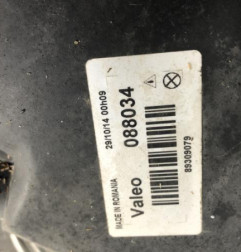 29/10/14 00h09
088034
Valeo
MADE IN ROMANIA
89309079